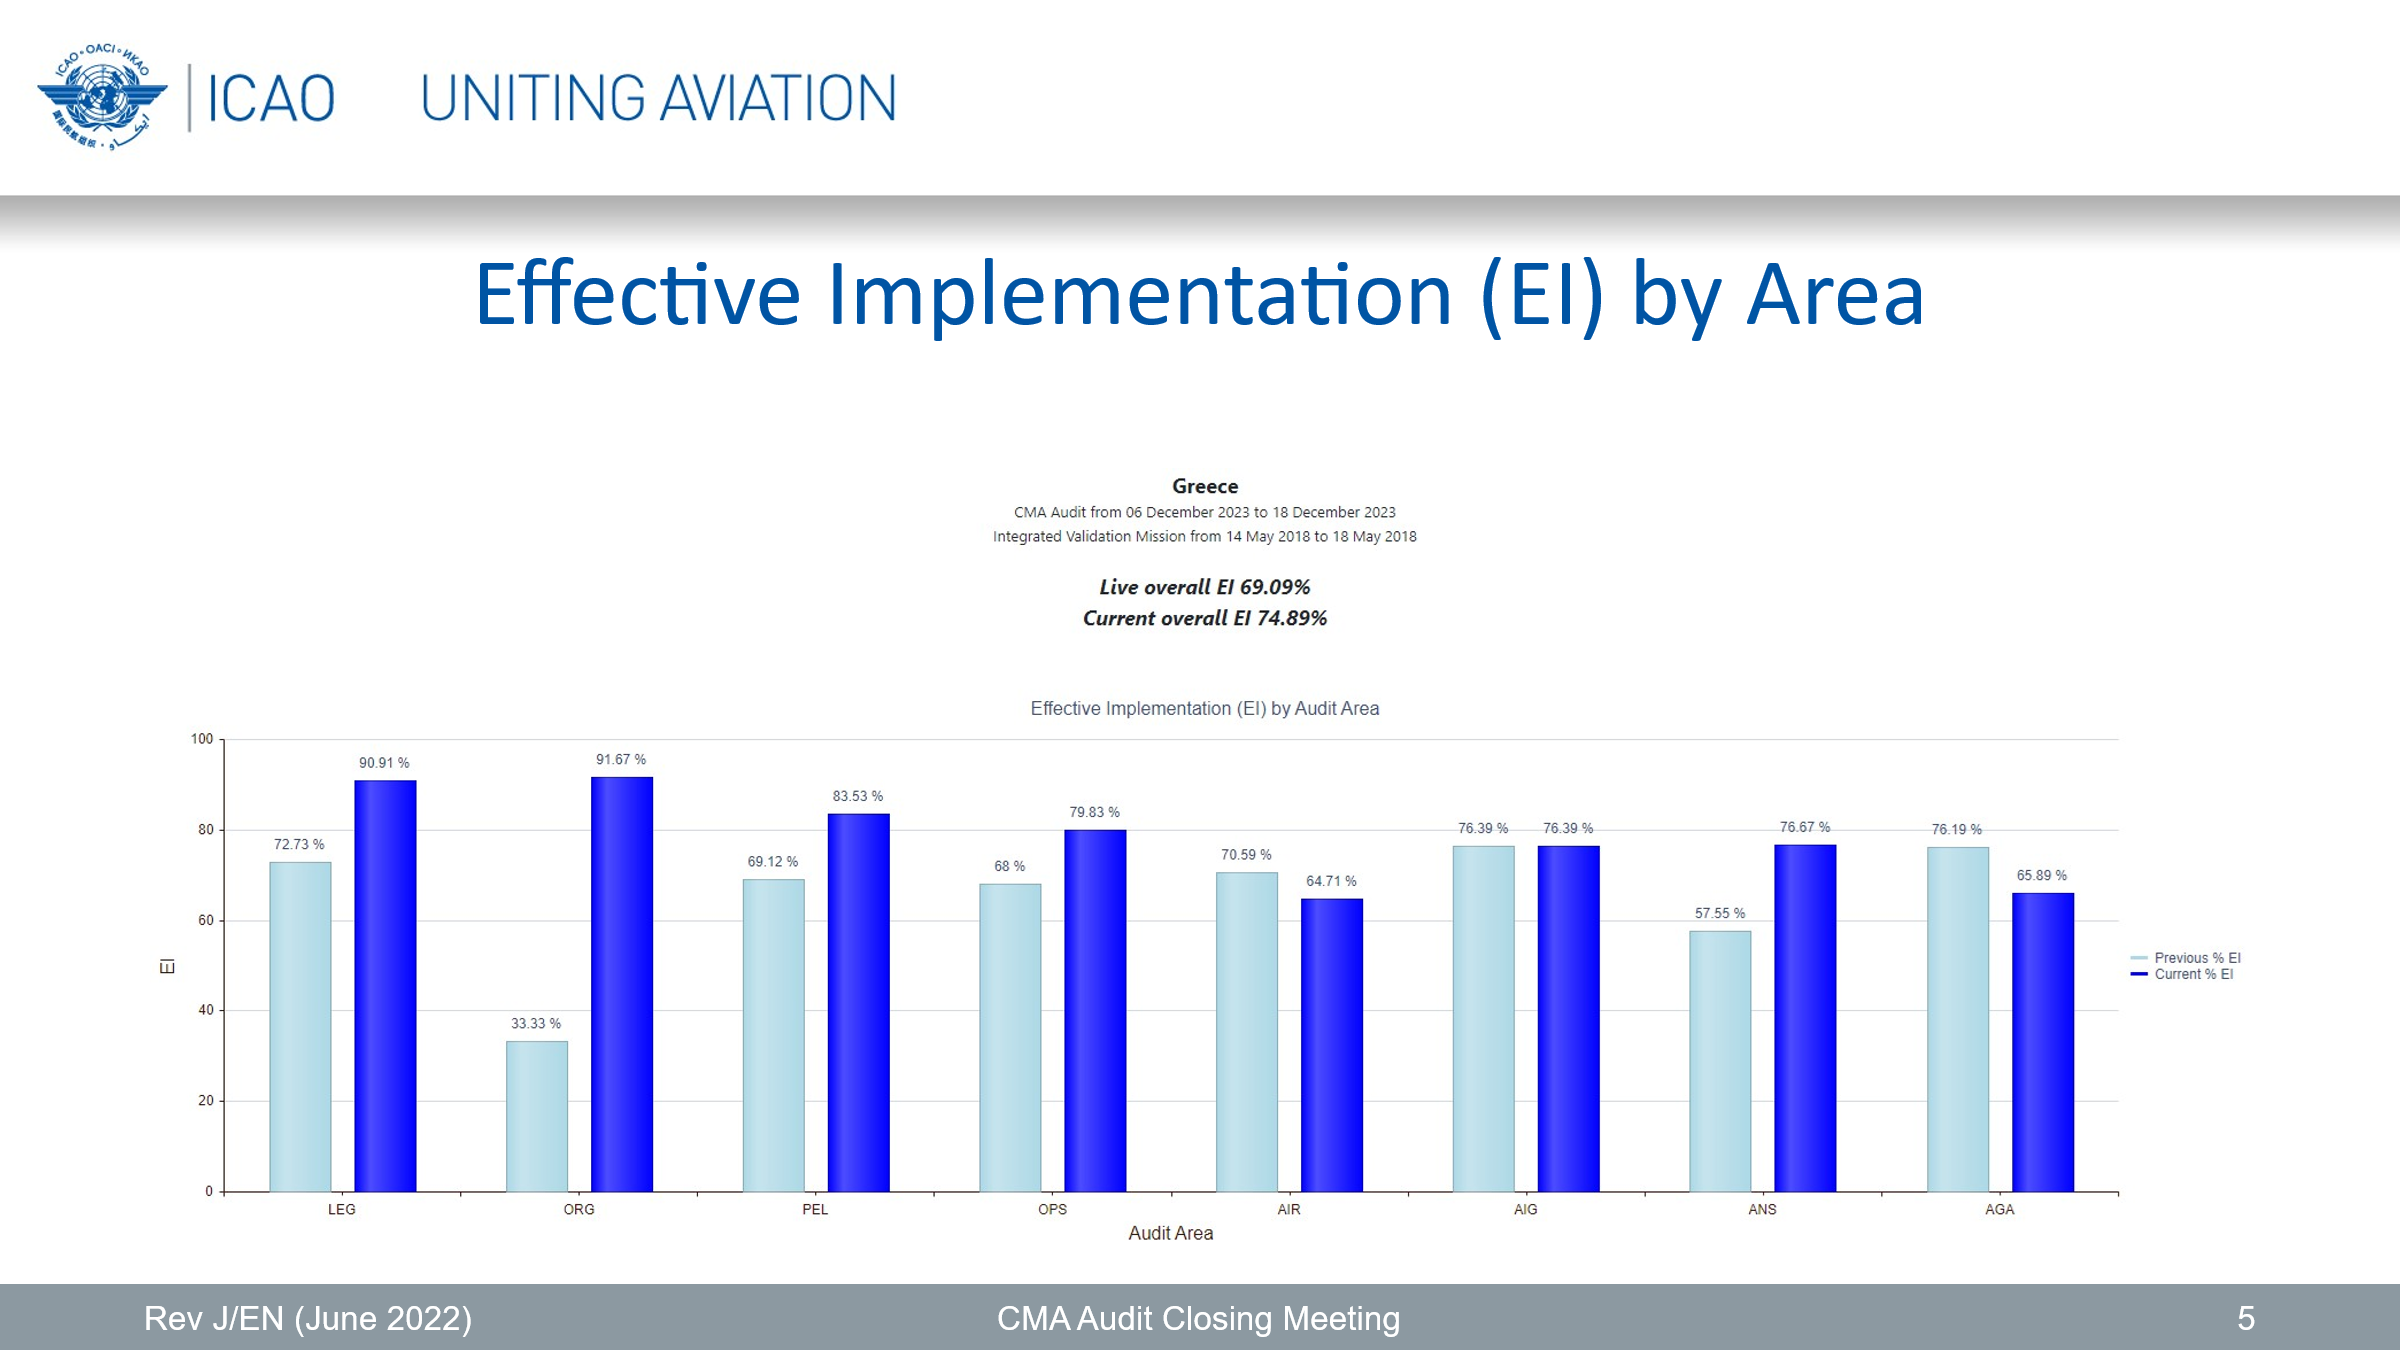 ICAO · OACI · ИКАО
ICAO UNITING AVIATION
Effective Implementation (EI) by Area
Greece
CMA Audit from 06 December 2023 to 18 December 2023
Integrated Validation Mission from 14 May 2018 to 18 May 2018
Live overall EI 69.09%
Current overall EI 74.89%
Effective Implementation (EI) by Audit Area
100
80
60
40
20
0
EI
72.73 %
90.91 %
33.33 %
91.67 %
69.12 %
83.53 %
68 %
79.83 %
70.59 %
64.71 %
76.39 %
76.39 %
57.55 %
76.67 %
76.19 %
65.89 %
Previous % EI
Current % EI
LEG ORG PEL OPS AIR AIG ANS AGA
Audit Area
Rev J/EN (June 2022) CMA Audit Closing Meeting 5